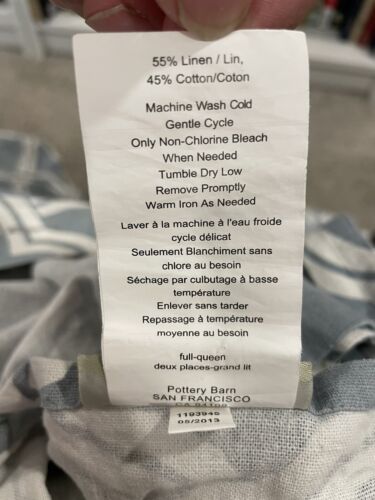 55% Linen / Lin,
45% Cotton/Coton
Machine Wash Cold
Gentle Cycle
Only Non-Chlorine Bleach
When Needed
Tumble Dry Low
Remove Promptly
Warm Iron As Needed
Laver à la machine à l'eau froide
cycle délicat
Seulement Blanchiment sans
chlore au besoin
Séchage par culbutage à basse
température
Enlever sans tarder
Repassage à température
moyenne au besoin
full-queen
deux places-grand lit
Pottery Barn
SAN FRANCISCO
CA 94109
1193945
05/2013